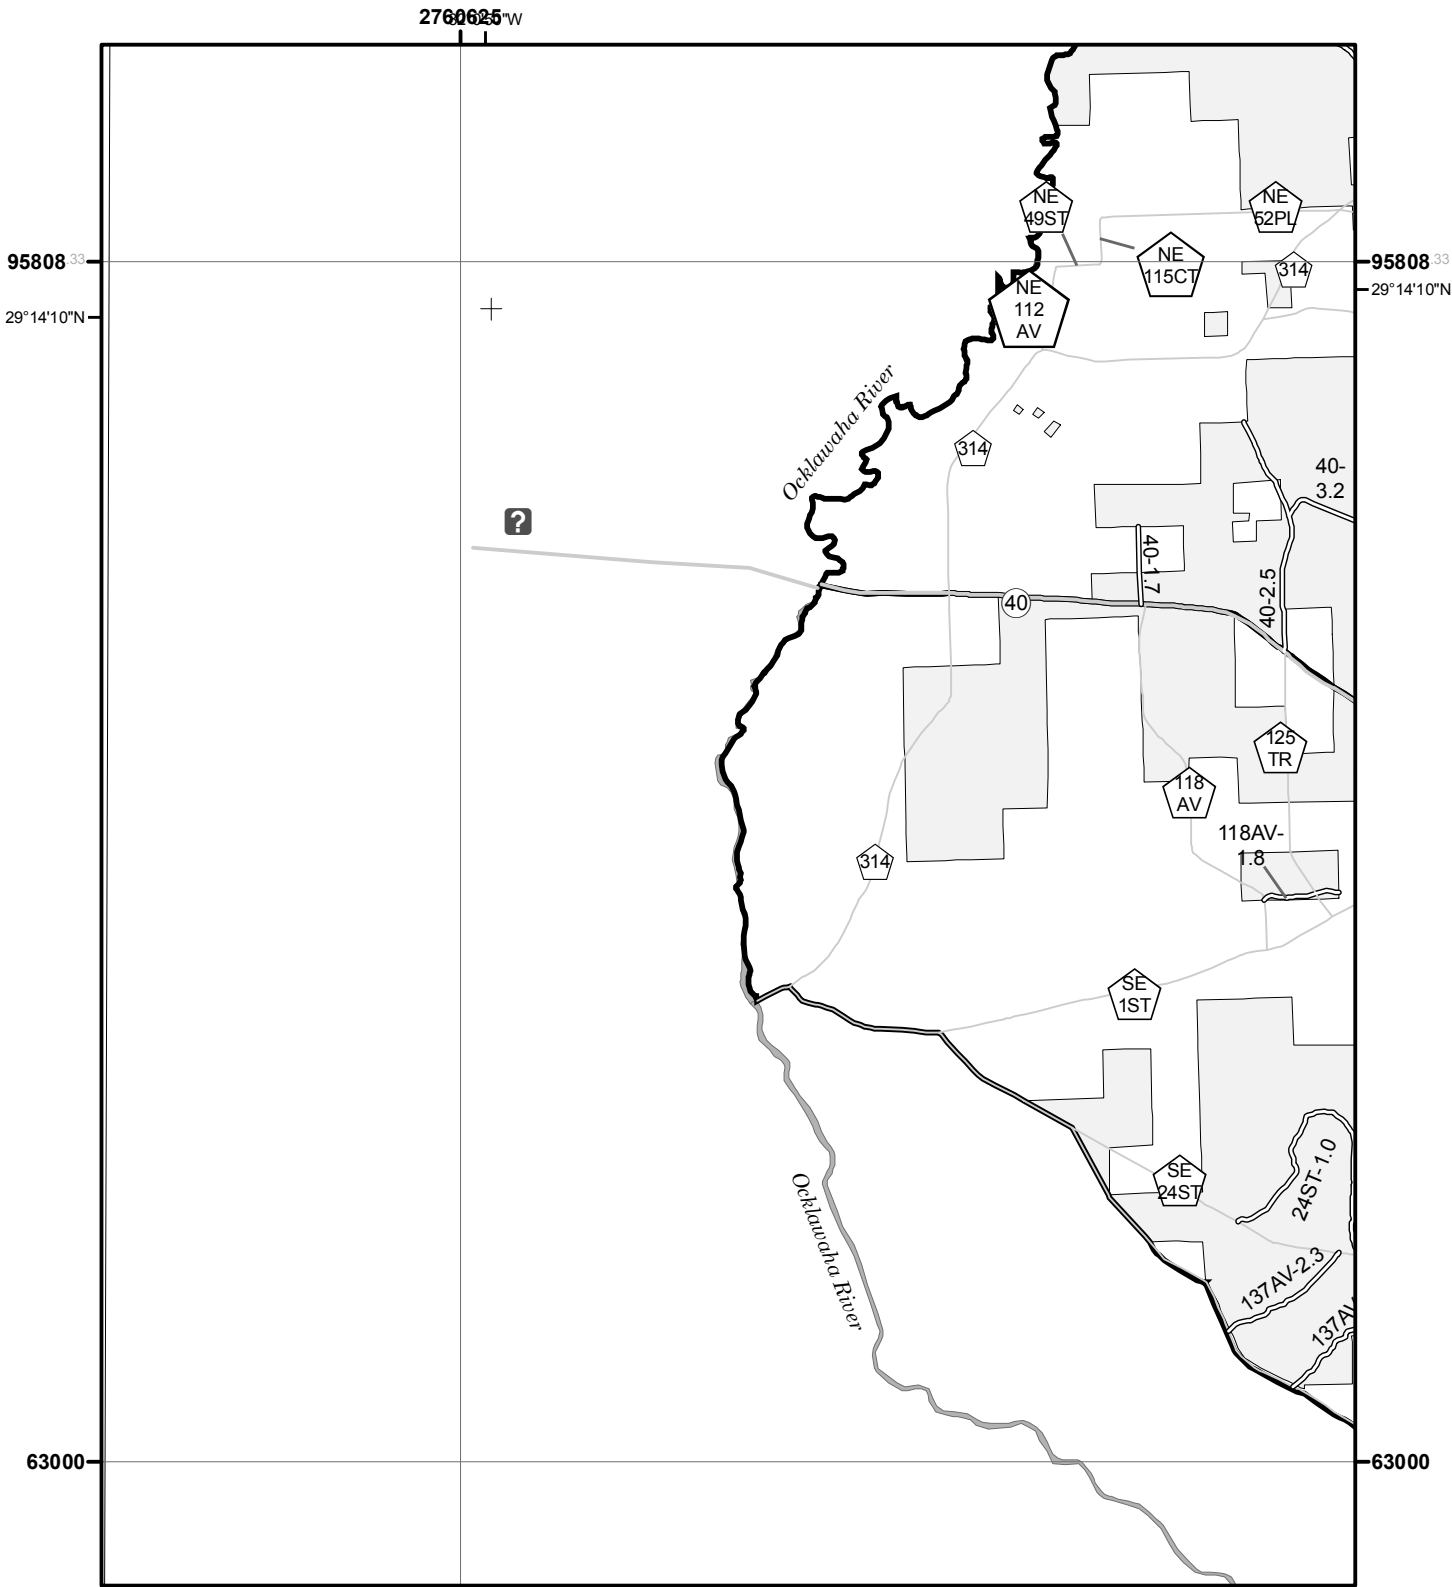 2760625
"W
NE
49ST
NE
52PL
95808.33
NE
115CT
314
95808.33
29°14'10"N
29°14'10"N
NE
112
AV
Ocklawaha River
314
40-
3.2
?
40-1.7
40-2.5
40
125
TR
118
AV
118AV-
1.8
314
SE
1ST
SE
24ST
24ST-1.0
Ocklawaha River
137AV-2.3
137AV
63000
63000